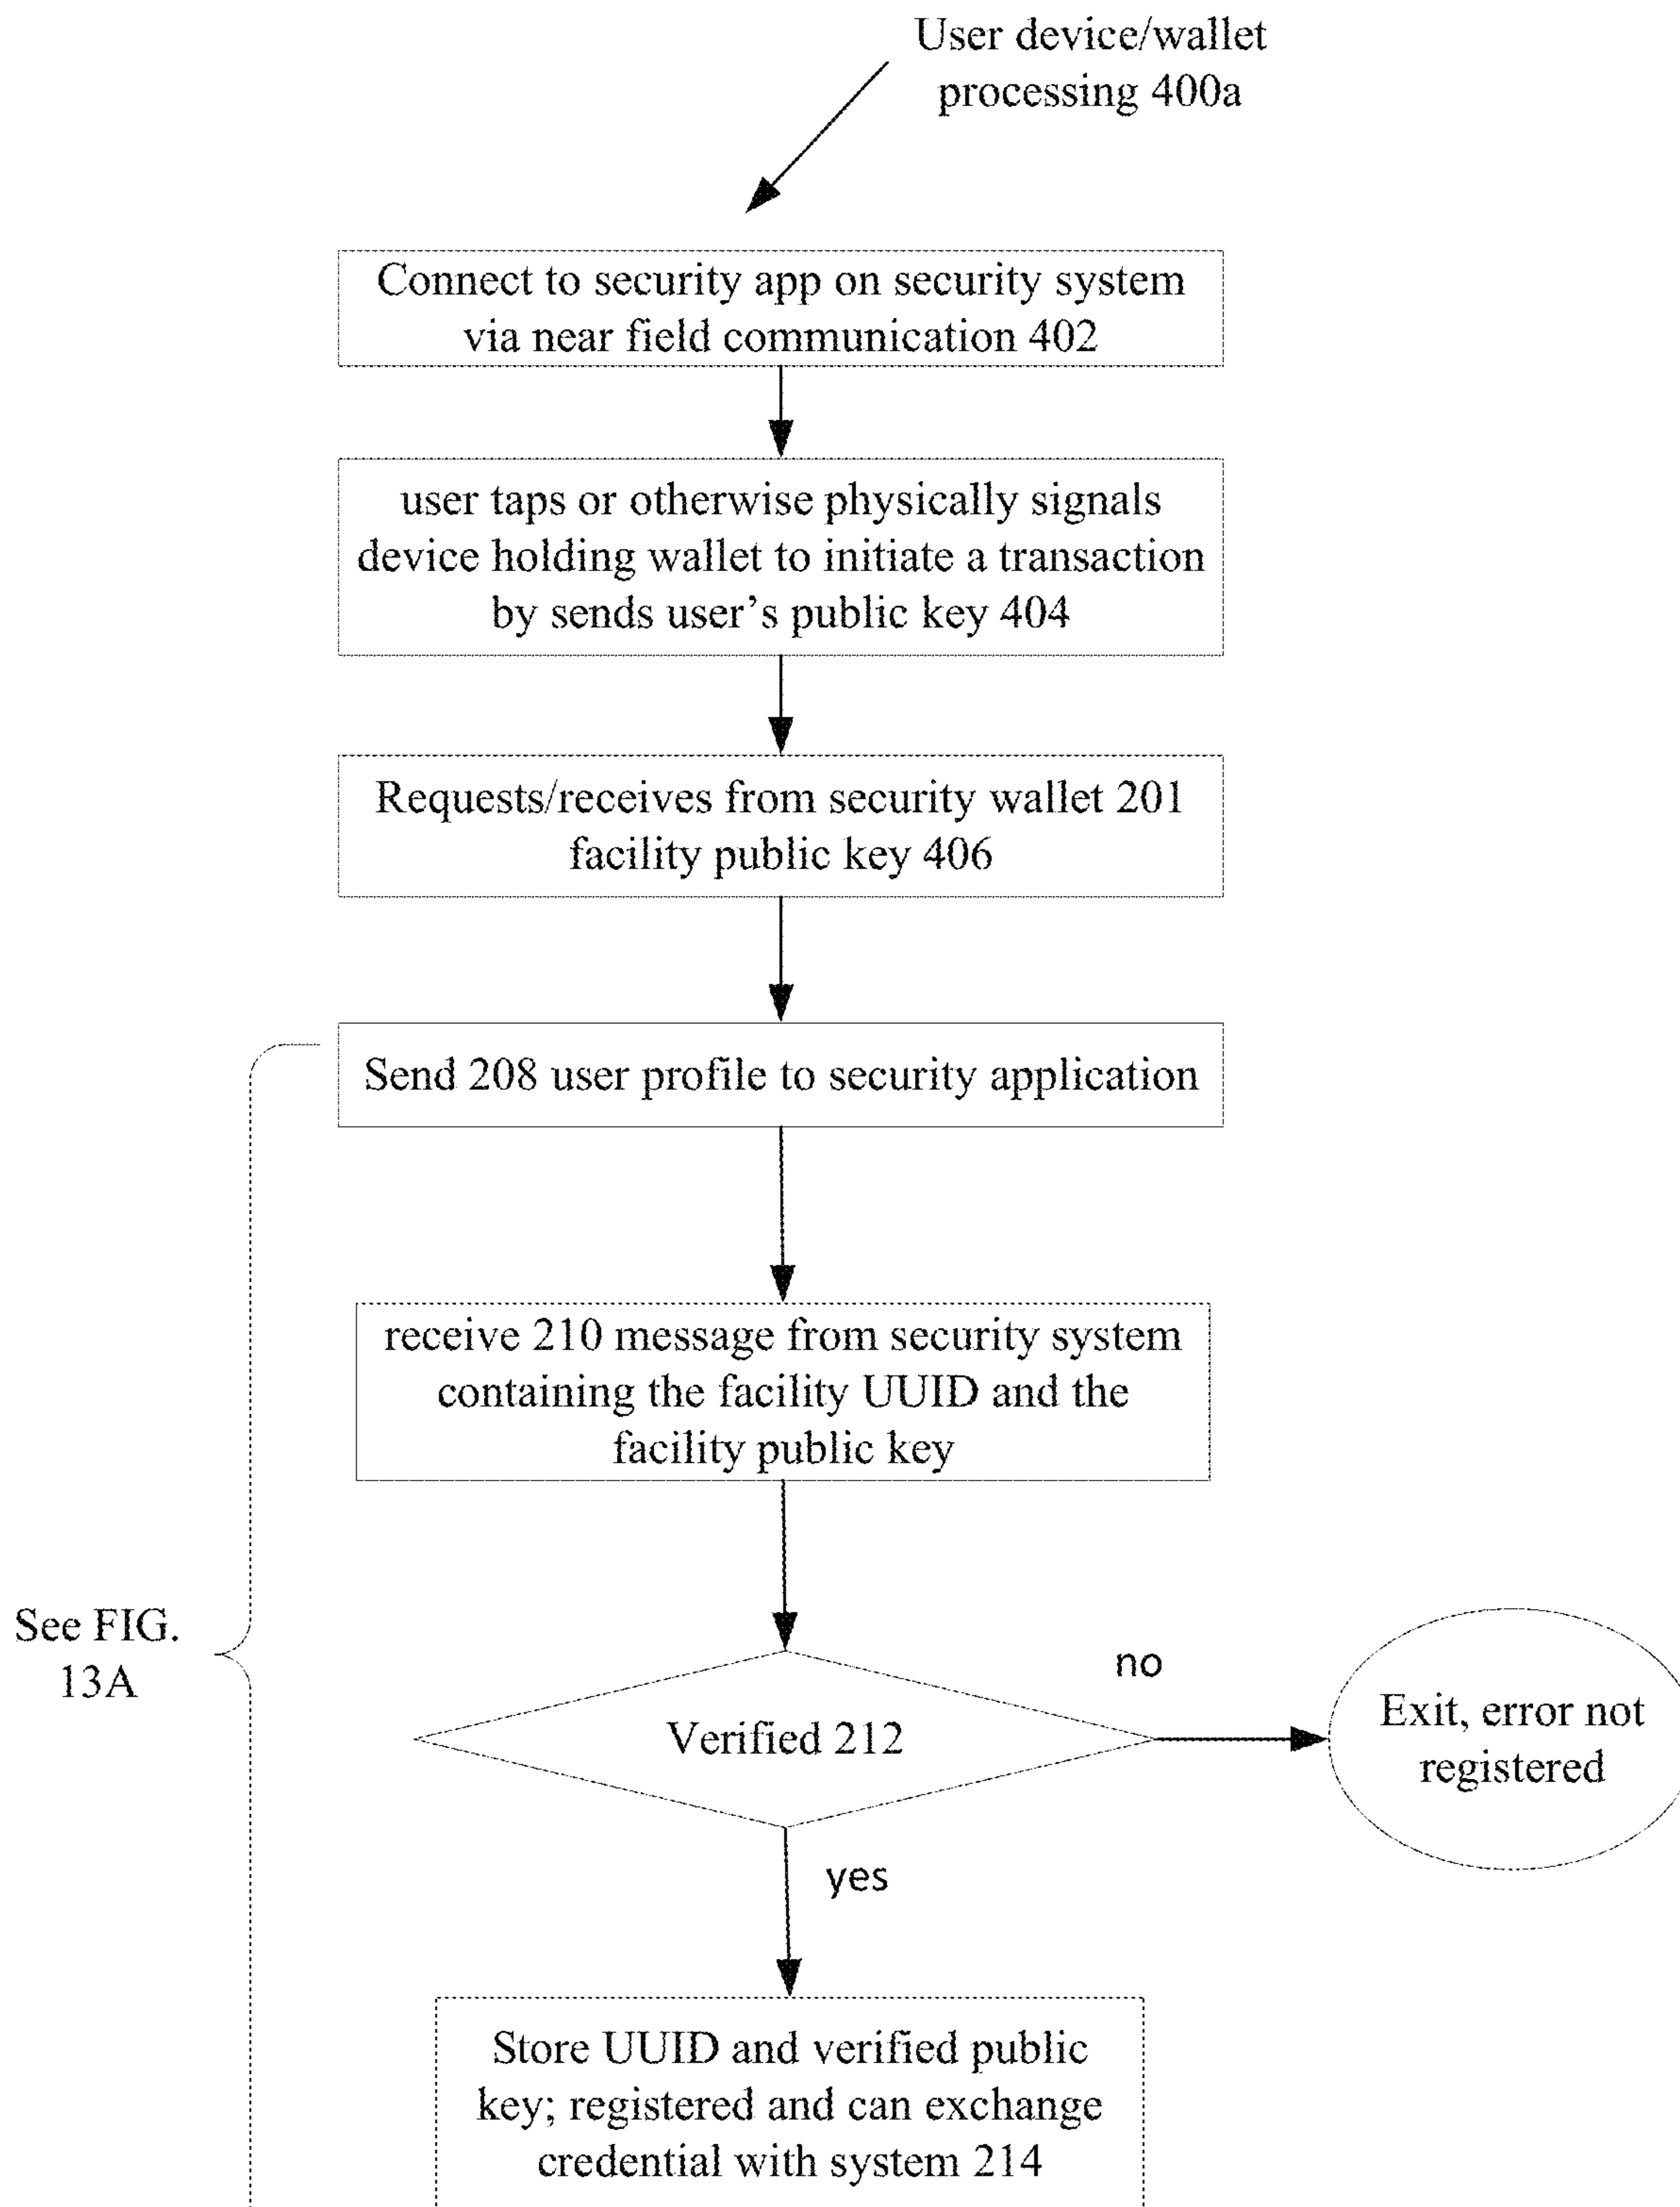 User device/wallet
processing 400a
Connect to security app on security system
via near field communication 402
user taps or otherwise physically signals
device holding wallet to initiate a transaction
by sends user’s public key 404
Requests/receives from security wallet 201
facility public key 406
Send 208 user profile to security application
receive 210 message from security system
containing the facility UUID and the
facility public key
See FIG.
13A
no
Verified 212
Exit, error not
registered
yes
Store UUID and verified public
key; registered and can exchange
credential with system 214